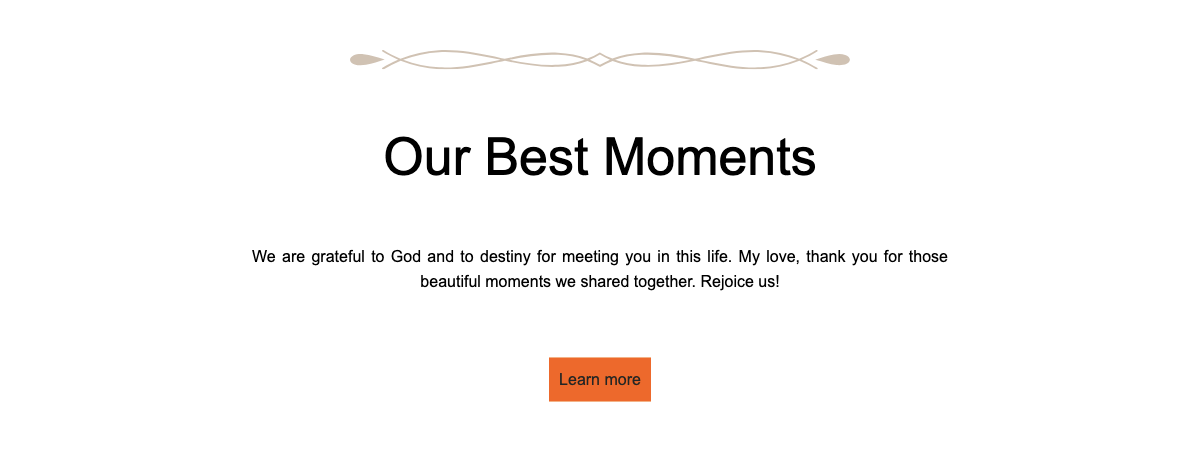 Our Best Moments
We are grateful to God and to destiny for meeting you in this life. My love, thank you for those
beautiful moments we shared together. Rejoice us!
Learn more